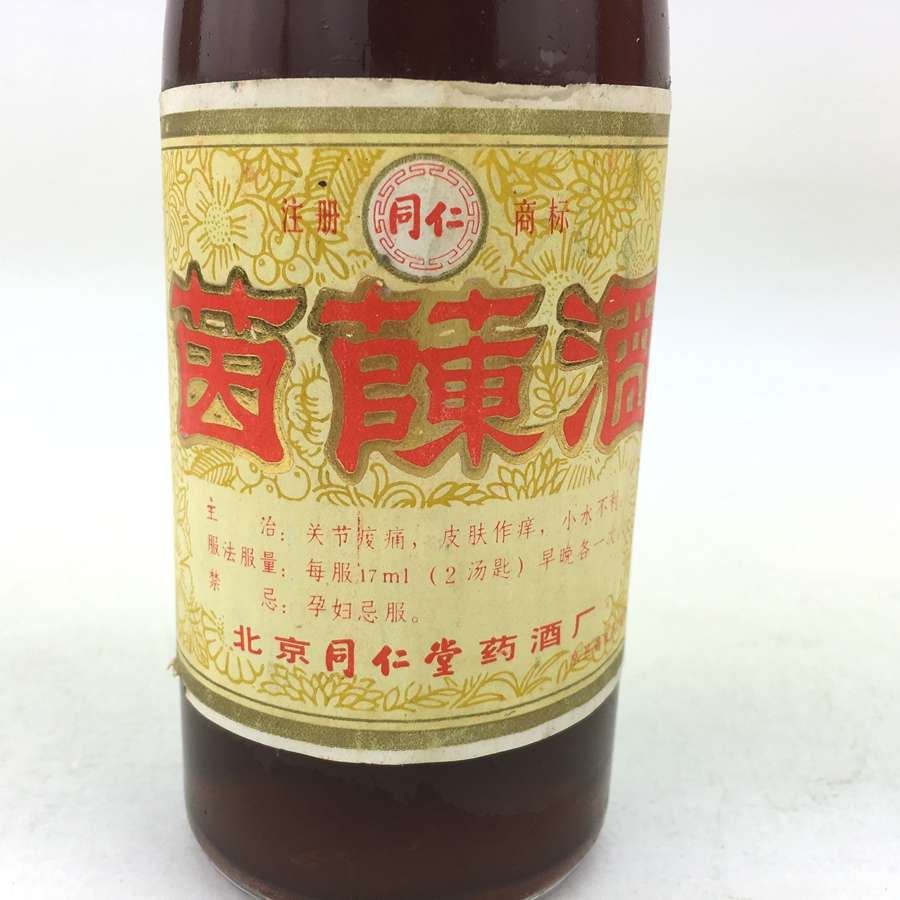 注册 同仁 商标
茵蔯酒
主 治：关节痠痛，皮肤作痒，小水不利。
服法服量：每服17ml（2汤匙）早晚各一次
禁 忌：孕妇忌服。
北京同仁堂药酒厂